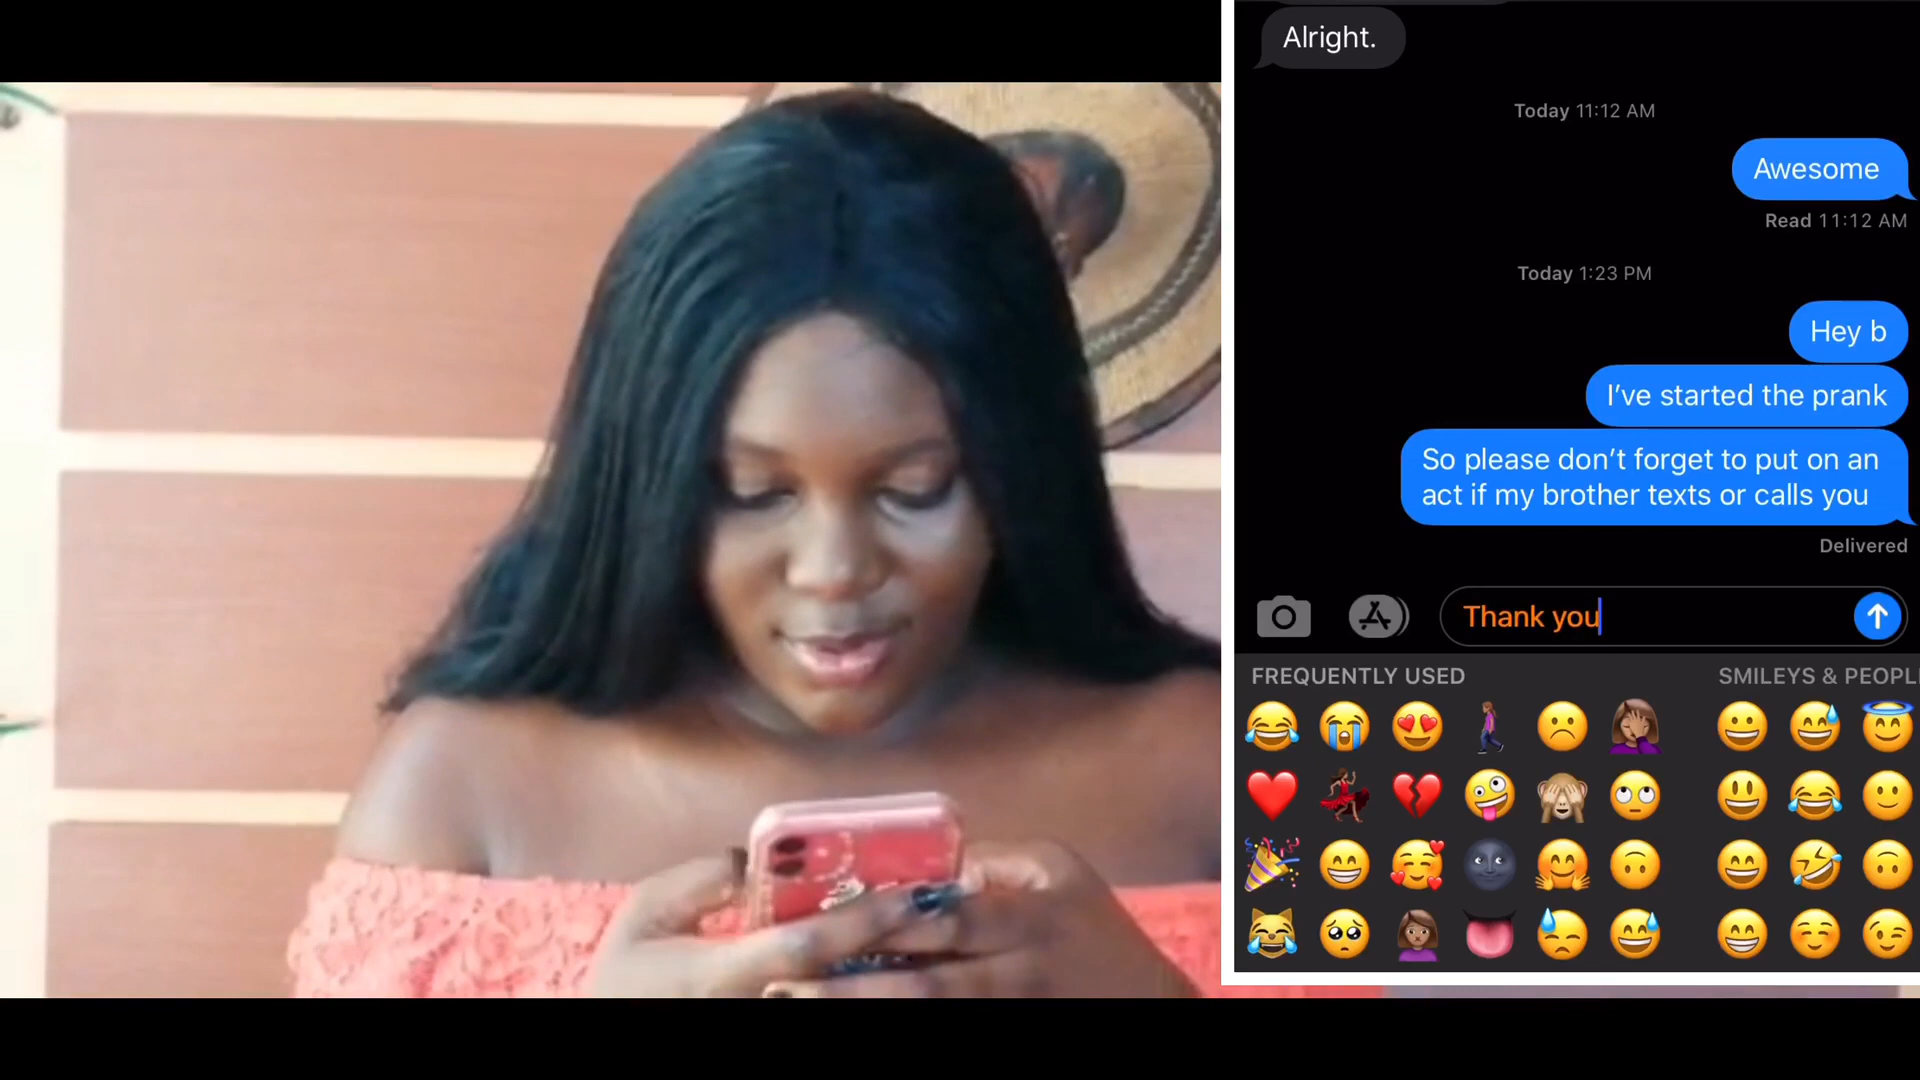 Alright.
Today 11:12 AM
Awesome
Read 11:12 AM
Today 1:23 PM
Hey b
I’ve started the prank
So please don’t forget to put on an
act if my brother texts or calls you
Delivered
Thank you
FREQUENTLY USED
SMILEYS & PEOPL